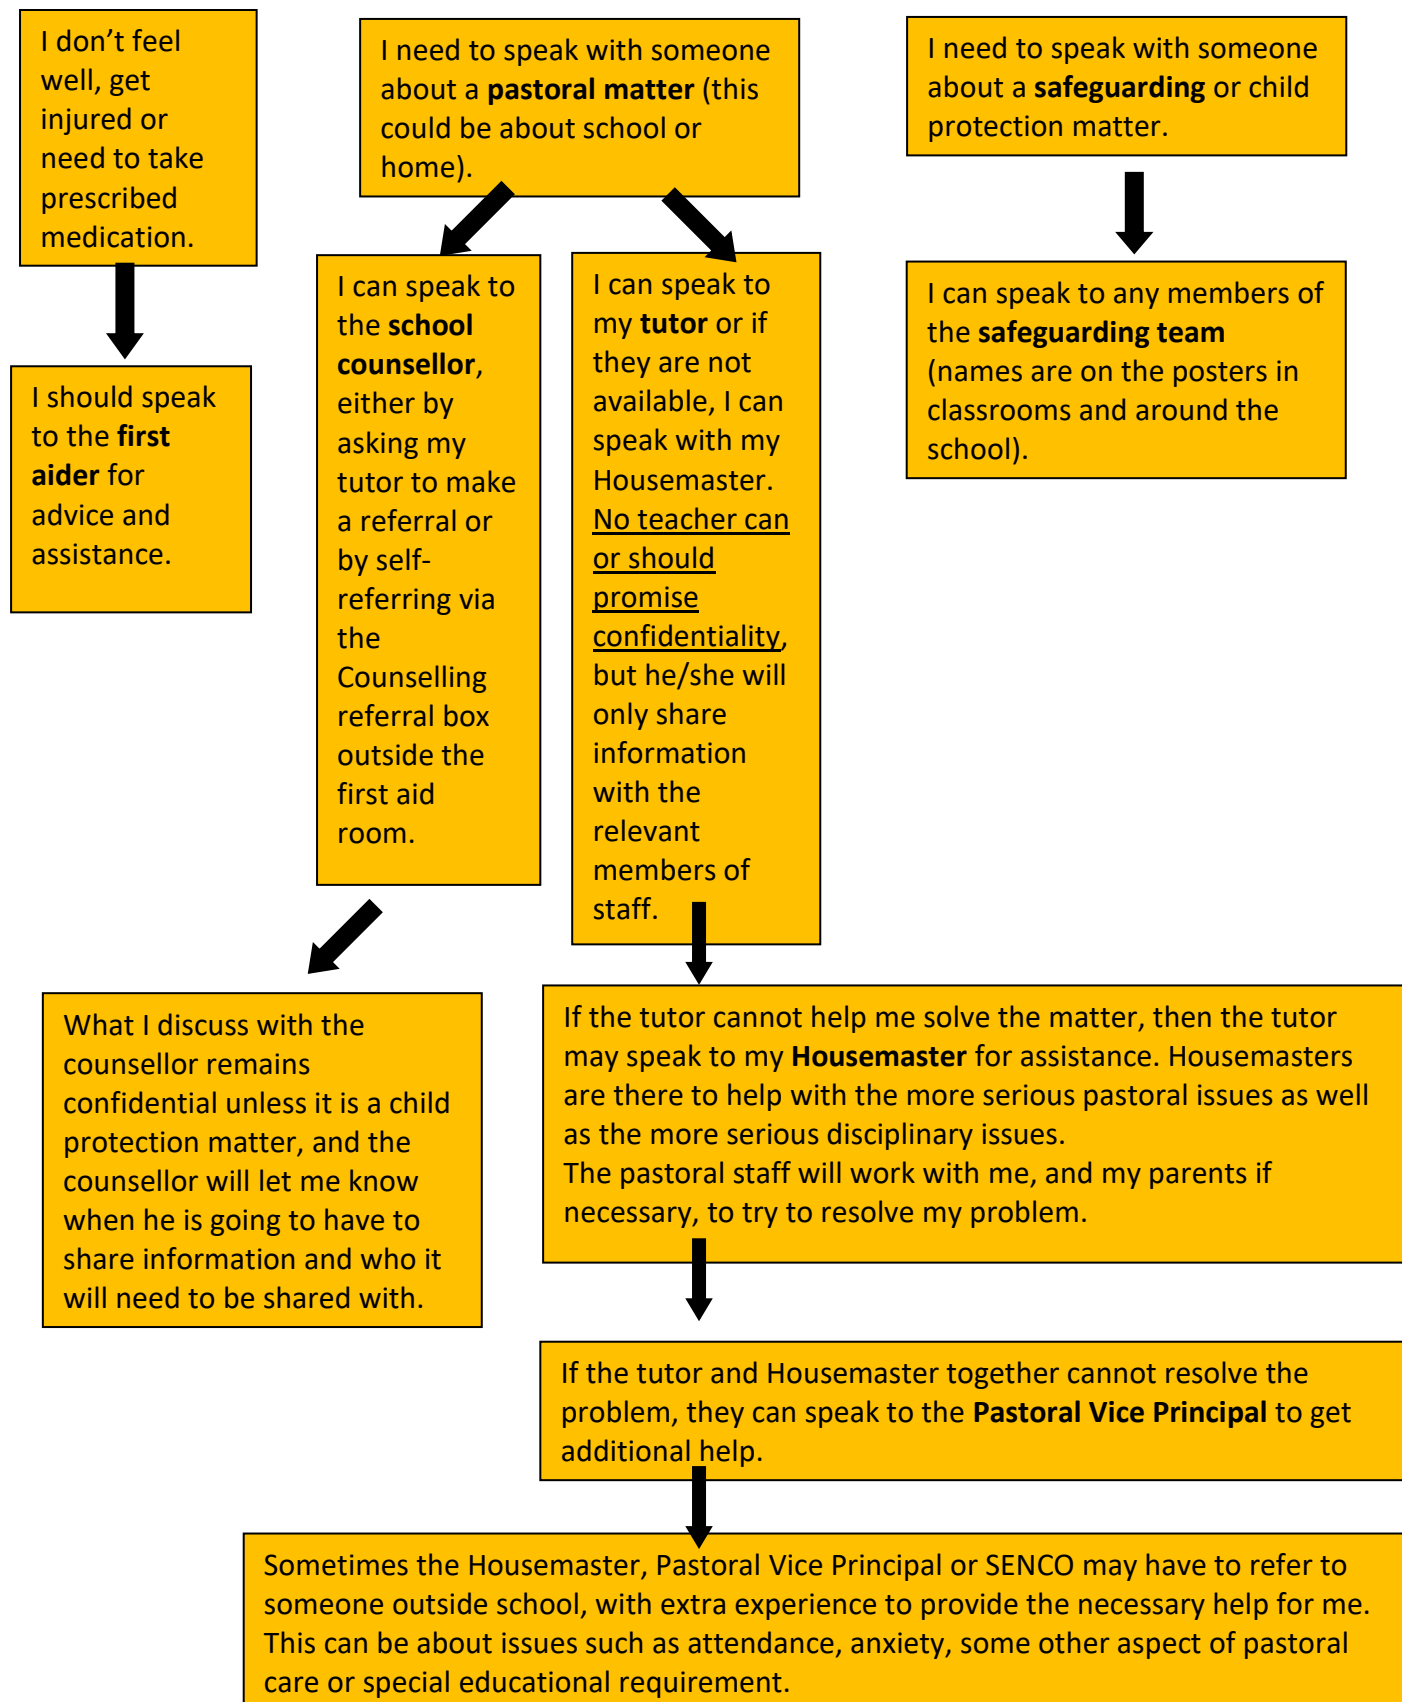 I don’t feel
well, get
injured or
need to take
prescribed
medication.
I should speak
to the first
aider for
advice and
assistance.
I need to speak with someone
about a pastoral matter (this
could be about school or
home).
I can speak to
the school
counsellor,
either by
asking my
tutor to make
a referral or
by self-
referring via
the
Counselling
referral box
outside the
first aid
room.
What I discuss with the
counsellor remains
confidential unless it is a child
protection matter, and the
counsellor will let me know
when he is going to have to
share information and who it
will need to be shared with.
I can speak to
my tutor or if
they are not
available, I can
speak with my
Housemaster.
No teacher can
or should
promise
confidentiality,
but he/she will
only share
information
with the
relevant
members of
staff.
If the tutor cannot help me solve the matter, then the tutor
may speak to my Housemaster for assistance. Housemasters
are there to help with the more serious pastoral issues as well
as the more serious disciplinary issues.
The pastoral staff will work with me, and my parents if
necessary, to try to resolve my problem.
If the tutor and Housemaster together cannot resolve the
problem, they can speak to the Pastoral Vice Principal to get
additional help.
Sometimes the Housemaster, Pastoral Vice Principal or SENCO may have to refer to
someone outside school, with extra experience to provide the necessary help for me.
This can be about issues such as attendance, anxiety, some other aspect of pastoral
care or special educational requirement.
I need to speak with someone
about a safeguarding or child
protection matter.
I can speak to any members of
the safeguarding team
(names are on the posters in
classrooms and around the
school).